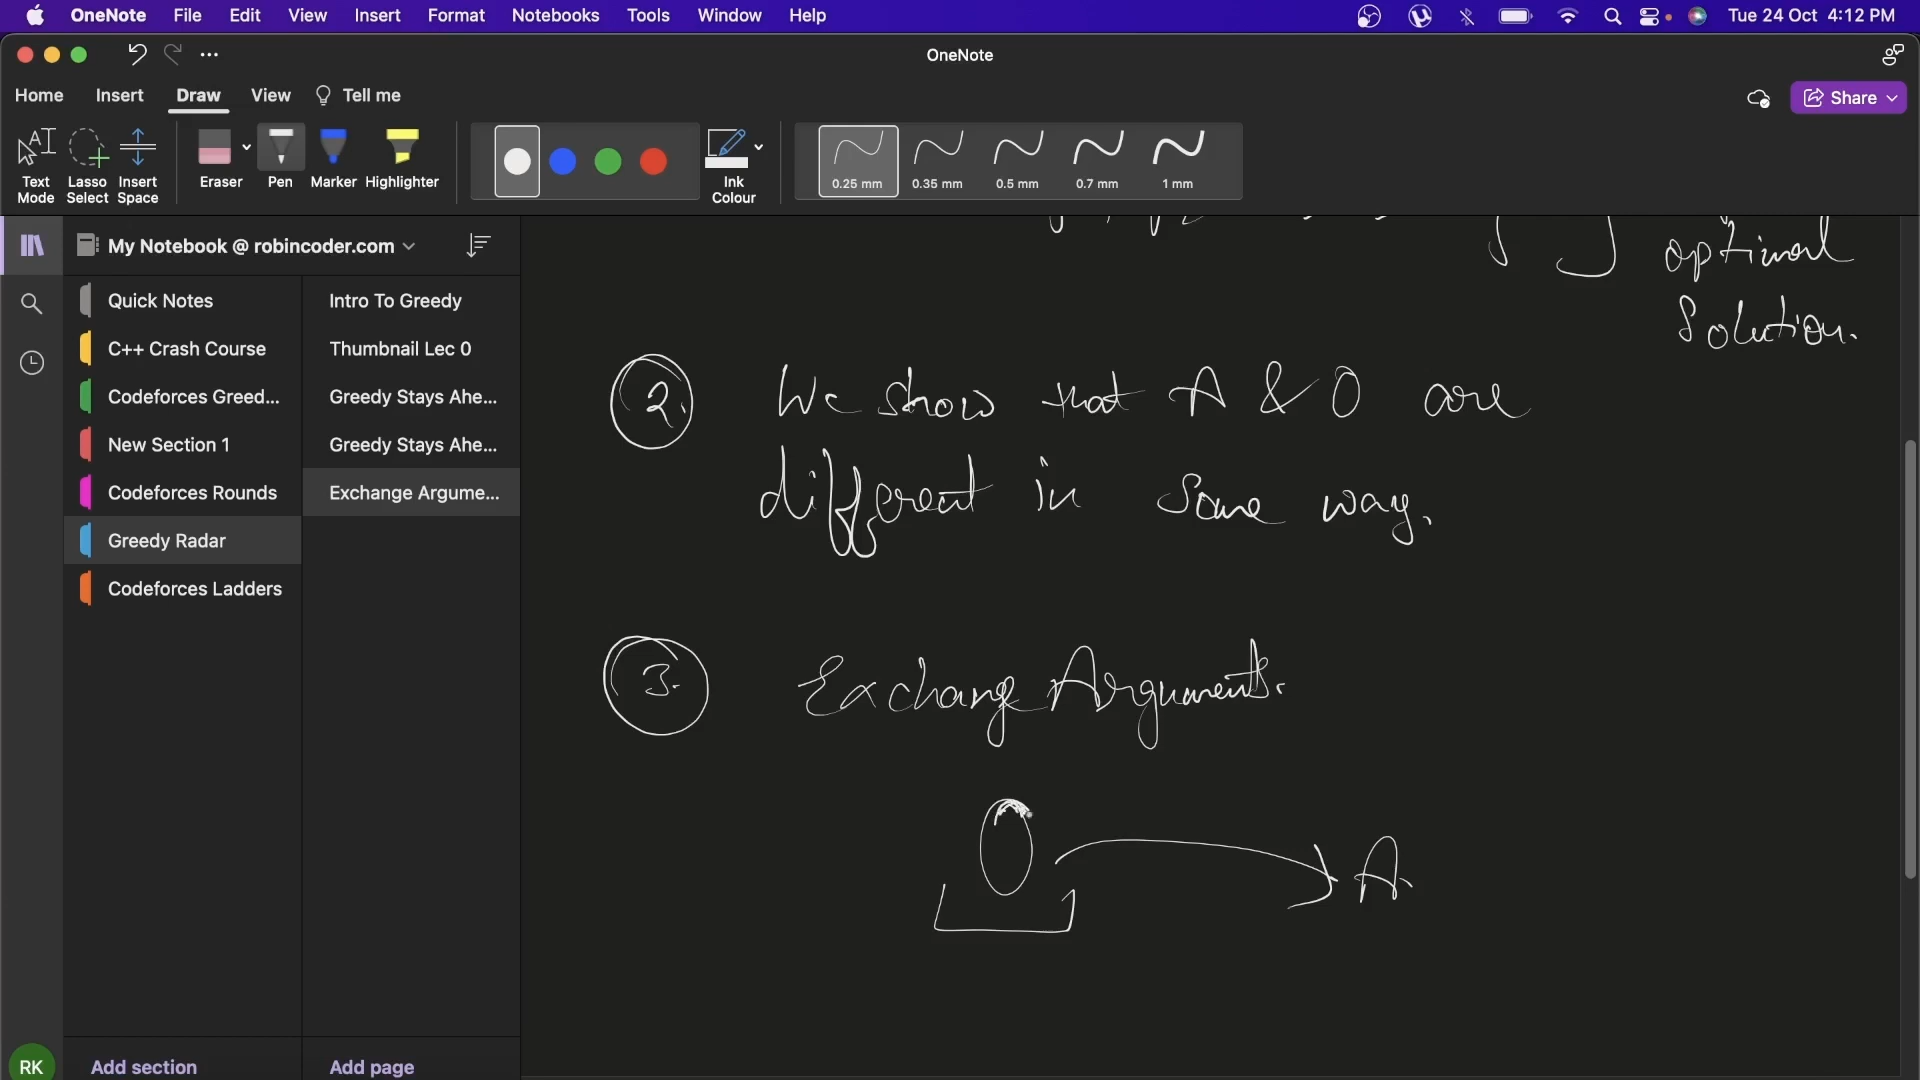 OneNote File Edit View Insert Format Notebooks Tools Window Help Tue 24 Oct 4:12 PM
OneNote
Home Insert Draw View Tell me Share
Text Mode
Lasso Select
Insert Space
Eraser
Pen
Marker
Highlighter
Ink Colour
0.25 mm 0.35 mm 0.5 mm 0.7 mm 1 mm
My Notebook @ robincoder.com
Quick Notes
C++ Crash Course
Codeforces Greed...
New Section 1
Codeforces Rounds
Greedy Radar
Codeforces Ladders
Add section
Intro To Greedy
Thumbnail Lec 0
Greedy Stays Ahe...
Greedy Stays Ahe...
Exchange Argume...
Add page
RK
optimal
Solution.
2. We show that A & O are
different in some way.
3. Exchange Arguments.
O A